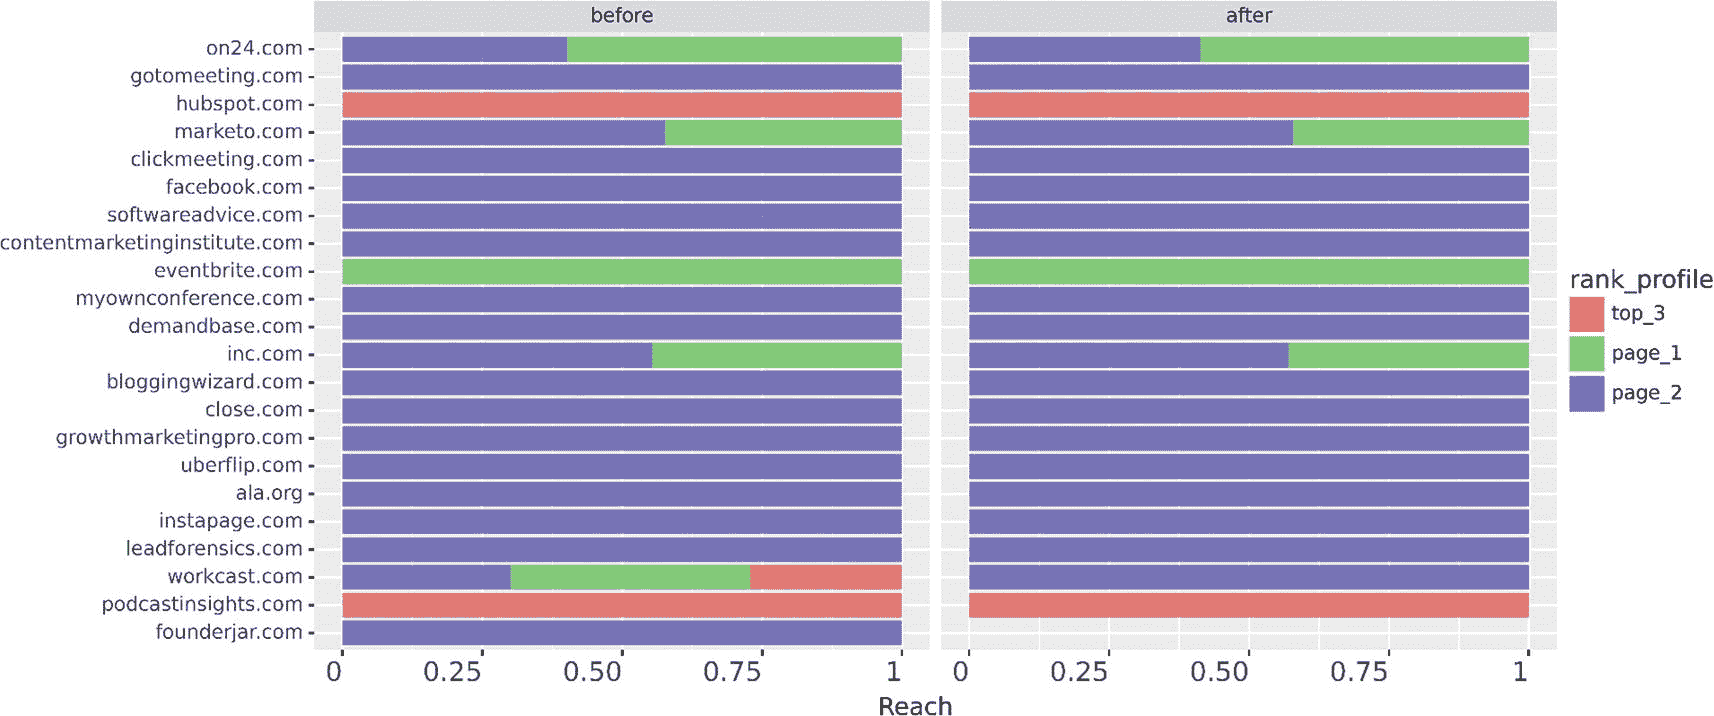 before
after
on24.com
gotomeeting.com
hubspot.com
marketo.com
clickmeeting.com
facebook.com
softwareadvice.com
contentmarketinginstitute.com
eventbrite.com
myownconference.com
demandbase.com
inc.com
bloggingwizard.com
close.com
growthmarketingpro.com
uberflip.com
ala.org
instapage.com
leadforensics.com
workcast.com
podcastinsights.com
founderjar.com
0 0.25 0.50 0.75 1
0 0.25 0.50 0.75 1
Reach
rank_profile
top_3
page_1
page_2